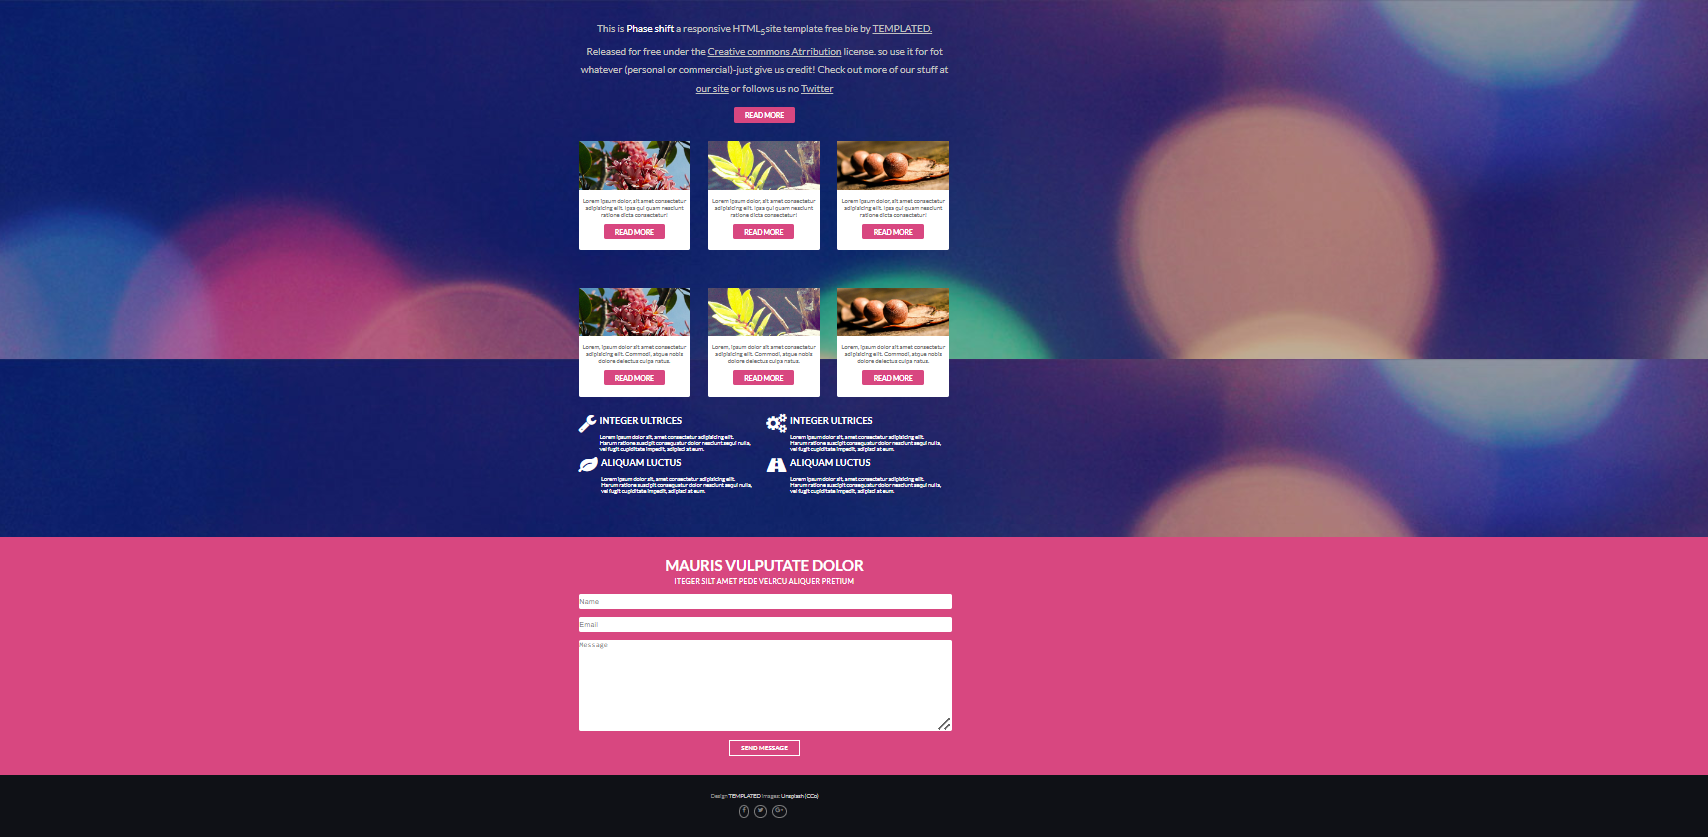 This is Phase shift a responsive HTML5 site template free bie by TEMPLATED.
Released for free under the Creative commons Atrribution license. so use it for fot
whatever (personal or commercial)-just give us credit! Check out more of our stuff at
our site or follows us no Twitter
READ MORE
Lorem ipsum dolor, sit amet consectetur
adipisicing elit. Ipsa qui quam nesciunt
ratione dicta consectetur!
READ MORE
Lorem ipsum dolor, sit amet consectetur
adipisicing elit. Ipsa qui quam nesciunt
ratione dicta consectetur!
READ MORE
Lorem ipsum dolor, sit amet consectetur
adipisicing elit. Ipsa qui quam nesciunt
ratione dicta consectetur!
READ MORE
Lorem, ipsum dolor sit amet consectetur
adipisicing elit. Commodi, atque nobis
dolore delectus culpa natus.
READ MORE
Lorem, ipsum dolor sit amet consectetur
adipisicing elit. Commodi, atque nobis
dolore delectus culpa natus.
READ MORE
Lorem, ipsum dolor sit amet consectetur
adipisicing elit. Commodi, atque nobis
dolore delectus culpa natus.
READ MORE
INTEGER ULTRICES
Lorem ipsum dolor sit, amet consectetur adipisicing elit.
Harum ratione suscipit consequatur dolor nesciunt sequi nulla,
vel fugit cupiditate impedit, adipisci at eum.
INTEGER ULTRICES
Lorem ipsum dolor sit, amet consectetur adipisicing elit.
Harum ratione suscipit consequatur dolor nesciunt sequi nulla,
vel fugit cupiditate impedit, adipisci at eum.
ALIQUAM LUCTUS
Lorem ipsum dolor sit, amet consectetur adipisicing elit.
Harum ratione suscipit consequatur dolor nesciunt sequi nulla,
vel fugit cupiditate impedit, adipisci at eum.
ALIQUAM LUCTUS
Lorem ipsum dolor sit, amet consectetur adipisicing elit.
Harum ratione suscipit consequatur dolor nesciunt sequi nulla,
vel fugit cupiditate impedit, adipisci at eum.
MAURIS VULPUTATE DOLOR
ITEGER SILT AMET PEDE VELRCU ALIQUER PRETIUM
Name
Email
Message
SEND MESSAGE
Design TEMPLATED Images: Unsplash (CC0)